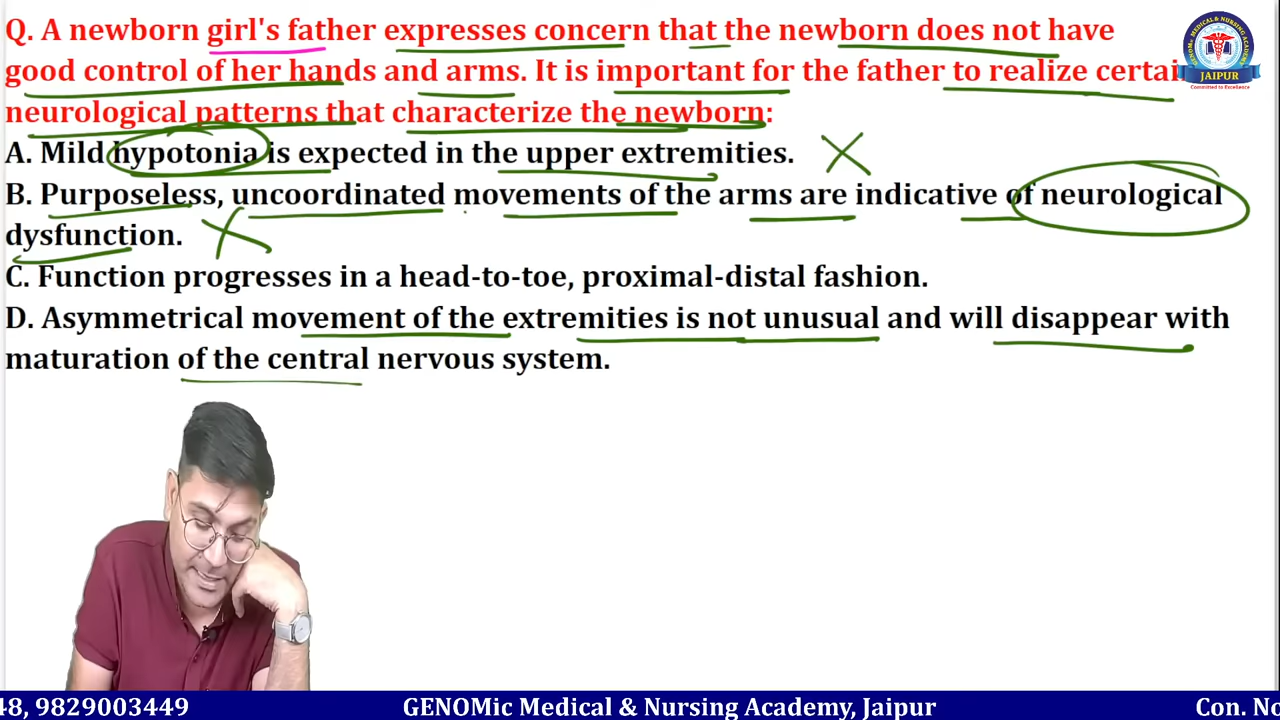 Q. A newborn girl's father expresses concern that the newborn does not have
good control of her hands and arms. It is important for the father to realize certain
neurological patterns that characterize the newborn:
A. Mild hypotonia is expected in the upper extremities.
B. Purposeless, uncoordinated movements of the arms are indicative of neurological
dysfunction.
C. Function progresses in a head-to-toe, proximal-distal fashion.
D. Asymmetrical movement of the extremities is not unusual and will disappear with
maturation of the central nervous system.
JAIPUR
Committed to Excellence
48, 9829003449 GENOMic Medical & Nursing Academy, Jaipur Con. No